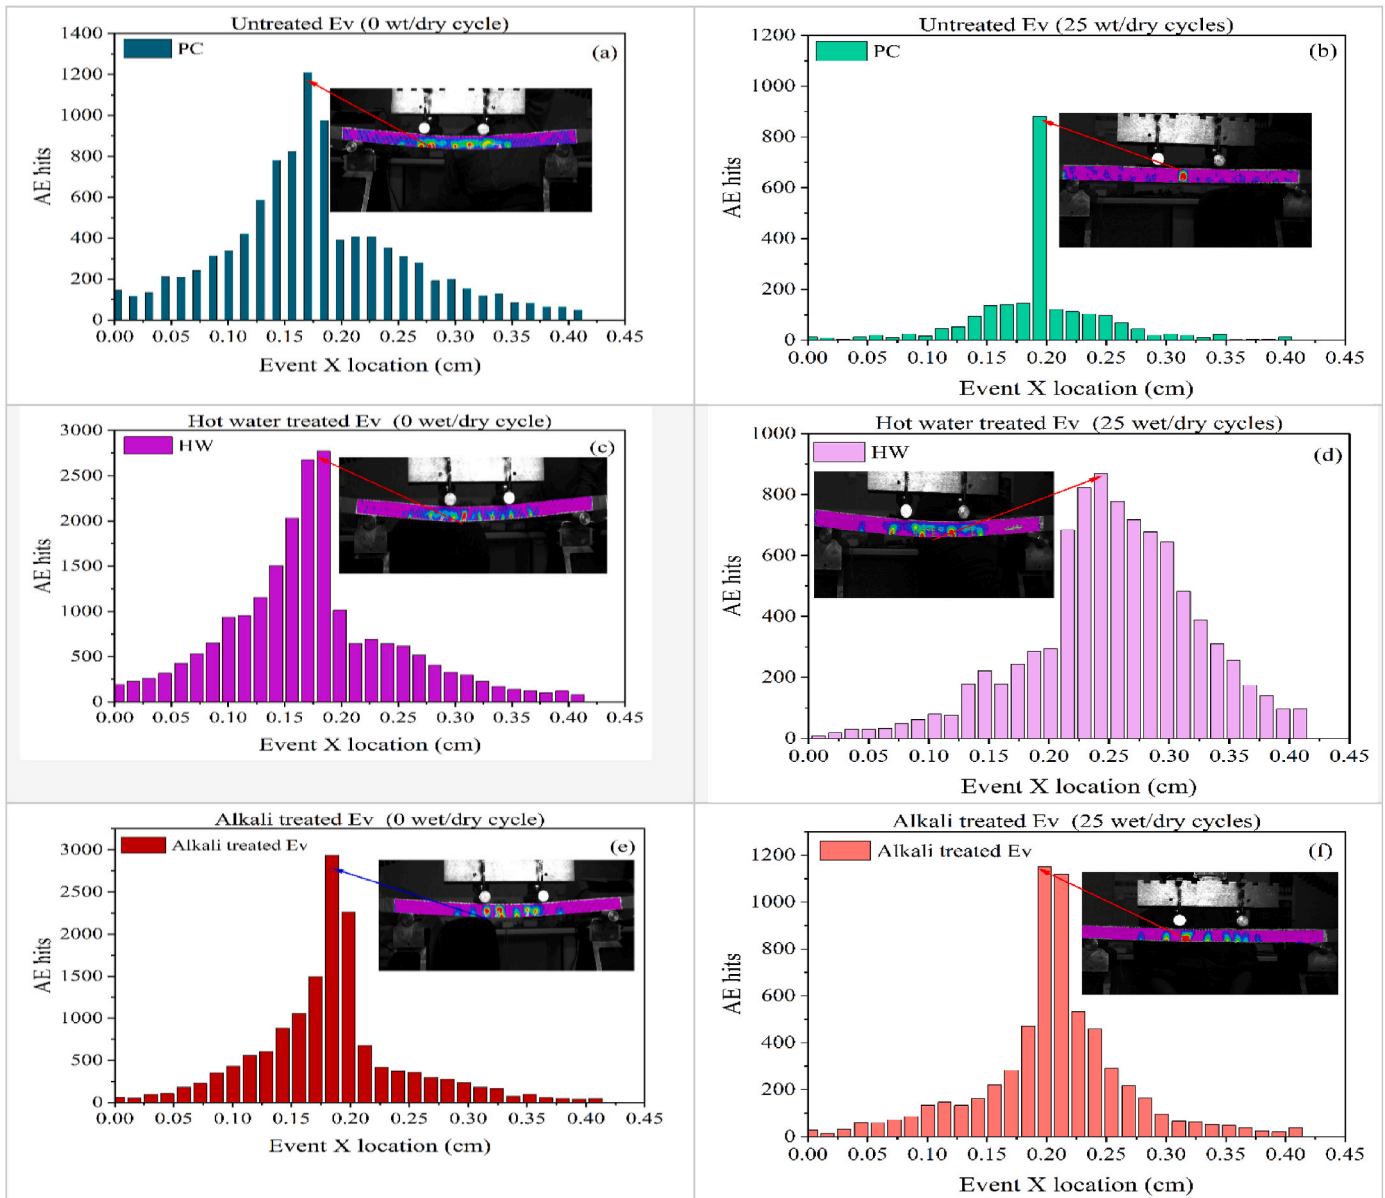 Untreated Ev (0 wt/dry cycle)
PC
(a)
AE hits
1400
1200
1000
800
600
400
200
0
0.00 0.05 0.10 0.15 0.20 0.25 0.30 0.35 0.40 0.45
Event X location (cm)
Untreated Ev (25 wt/dry cycles)
PC
(b)
AE hits
1200
1000
800
600
400
200
0
0.00 0.05 0.10 0.15 0.20 0.25 0.30 0.35 0.40 0.45
Event X location (cm)
Hot water treated Ev (0 wet/dry cycle)
HW
(c)
AE hits
3000
2500
2000
1500
1000
500
0
0.00 0.05 0.10 0.15 0.20 0.25 0.30 0.35 0.40 0.45
Event X location (cm)
Hot water treated Ev (25 wet/dry cycles)
HW
(d)
AE hits
1000
800
600
400
200
0
0.00 0.05 0.10 0.15 0.20 0.25 0.30 0.35 0.40 0.45
Event X location (cm)
Alkali treated Ev (0 wet/dry cycle)
Alkali treated Ev
(e)
AE hits
3000
2500
2000
1500
1000
500
0
0.00 0.05 0.10 0.15 0.20 0.25 0.30 0.35 0.40 0.45
Event X location (cm)
Alkali treated Ev (25 wet/dry cycles)
Alkali treated Ev
(f)
AE hits
1200
1000
800
600
400
200
0
0.00 0.05 0.10 0.15 0.20 0.25 0.30 0.35 0.40 0.45
Event X location (cm)